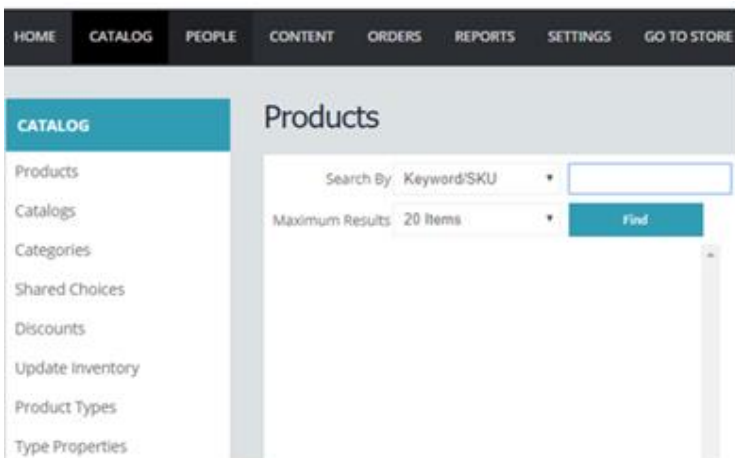 HOME CATALOG PEOPLE CONTENT ORDERS REPORTS SETTINGS GO TO STORE
CATALOG
Products
Catalogs
Categories
Shared Choices
Discounts
Update Inventory
Product Types
Type Properties
Products
Search By Keyword/SKU
Maximum Results 20 Items Find